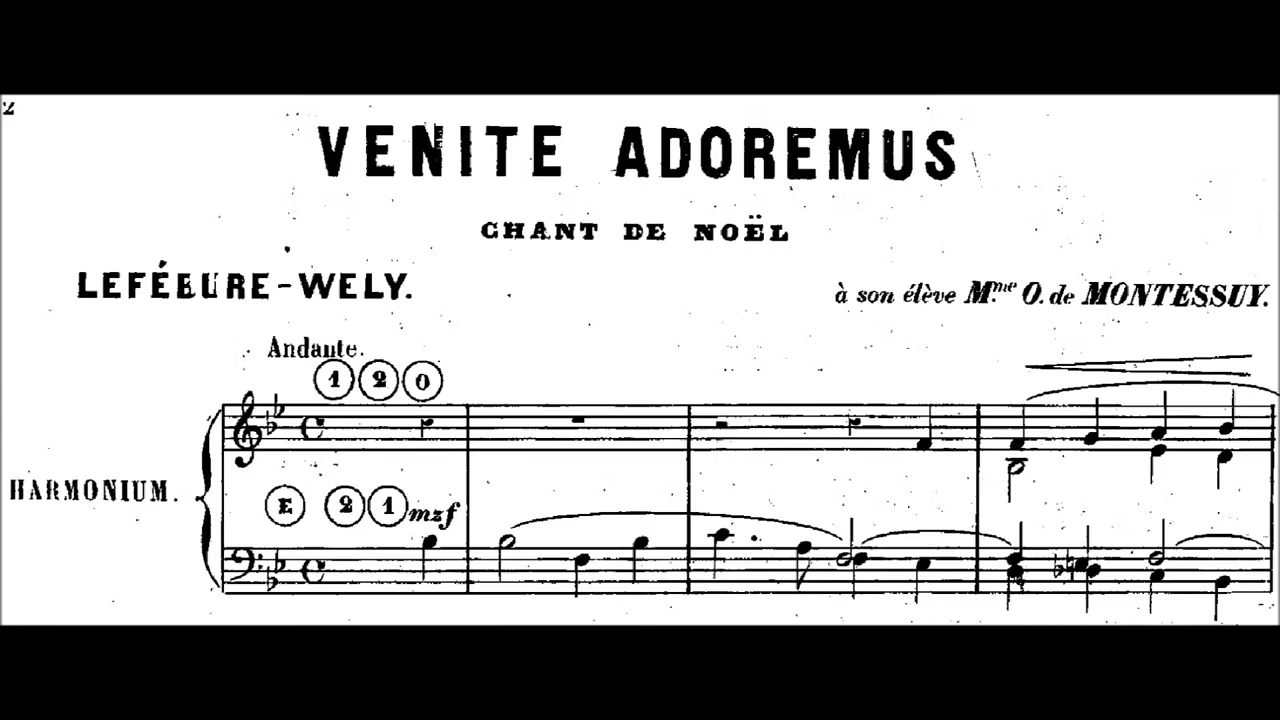 2
VENITE ADOREMUS
CHANT DE NOËL
LEFÉBURE-WELY.
à son élève Mme O. de MONTESSUY.
Andante.
1 2 0
HARMONIUM.
E 2 1 mzf